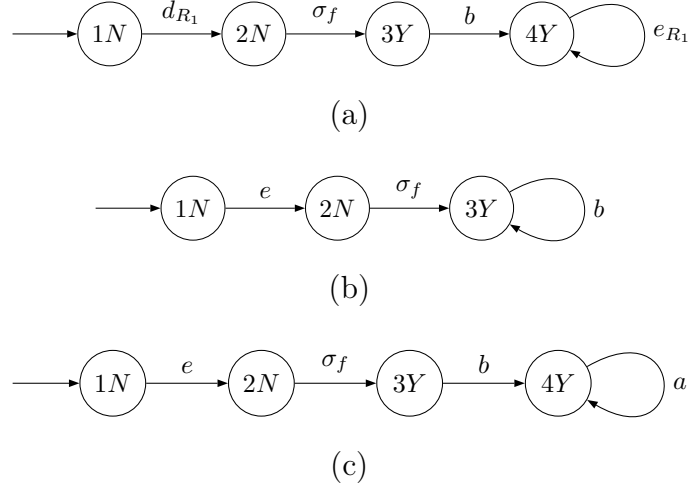 d_{R_1} σ_f b
1N 2N 3Y 4Y e_{R_1}
(a)
e σ_f
1N 2N 3Y b
(b)
e σ_f b
1N 2N 3Y 4Y a
(c)